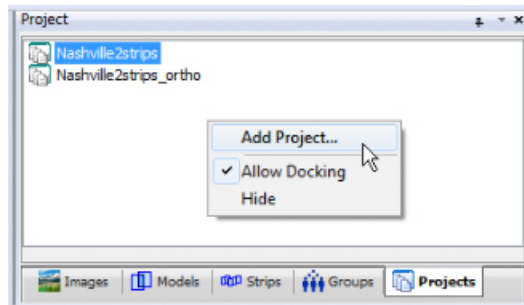 Project
Nashville2strips
Nashville2strips_ortho
Add Project...
Allow Docking
Hide
Images Models Strips Groups Projects